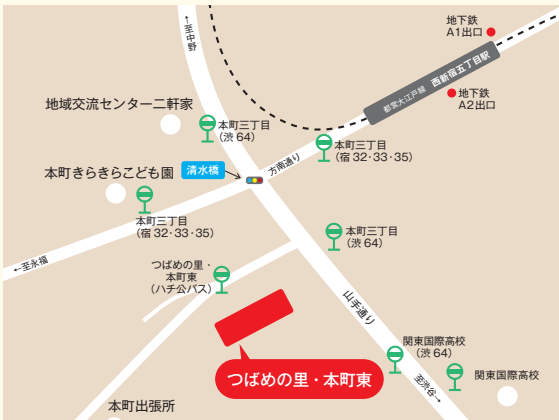 ←至中野
地下鉄
A1出口
都営大江戸線 西新宿五丁目駅
地下鉄
A2出口
地域交流センター二軒家
本町三丁目
(渋 64)
本町三丁目
(宿 32·33·35)
方南通り
清水橋
本町きらきらこども園
本町三丁目
(宿 32·33·35)
本町三丁目
(渋 64)
←至永福
つばめの里・
本町東
(ハチ公バス)
山手通り
つばめの里・本町東
関東国際高校
(渋 64)
至渋谷→
関東国際高校
本町出張所